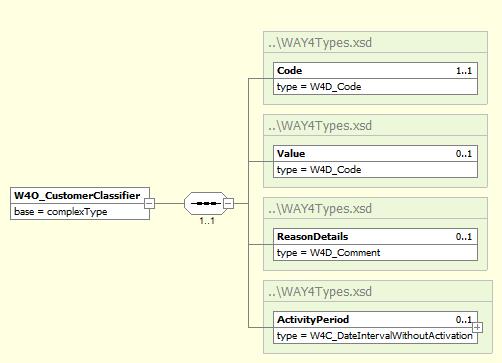 ..\WAY4Types.xsd
Code 1..1
type = W4D_Code
..\WAY4Types.xsd
Value 0..1
type = W4D_Code
W4O_CustomerClassifier
base = complexType
1..1
..\WAY4Types.xsd
ReasonDetails 0..1
type = W4D_Comment
..\WAY4Types.xsd
ActivityPeriod 0..1
type = W4C_DateIntervalWithoutActivation